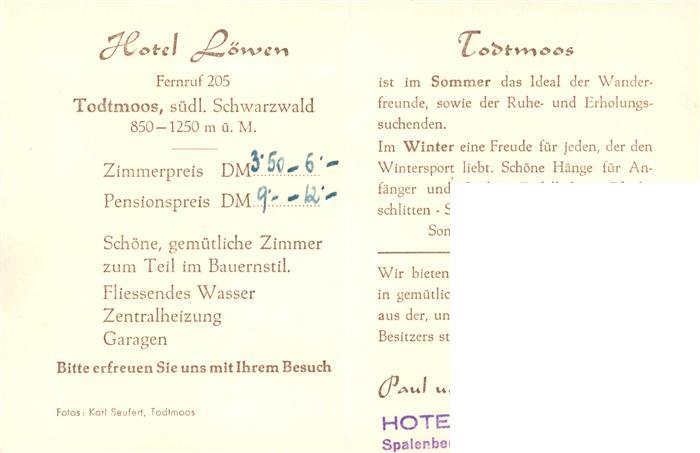 Hotel Löwen
Fernruf 205
Todtmoos, südl. Schwarzwald
850–1250 m ü. M.
Zimmerpreis DM 3.50 – 6.–
Pensionspreis DM 9.– – 12.–
Schöne, gemütliche Zimmer
zum Teil im Bauernstil.
Fliessendes Wasser
Zentralheizung
Garagen
Bitte erfreuen Sie uns mit Ihrem Besuch
Fotos: Karl Seufert, Todtmoos
Todtmoos
ist im Sommer das Ideal der Wander-
freunde, sowie der Ruhe- und Erholungs-
suchenden.
Im Winter eine Freude für jeden, der den
Wintersport liebt. Schöne Hänge für An-
fänger und
schlitten - S
Son
Wir bieten
in gemütlic
aus der, un
Besitzers st
Paul u.
HOTE
Spalenbe